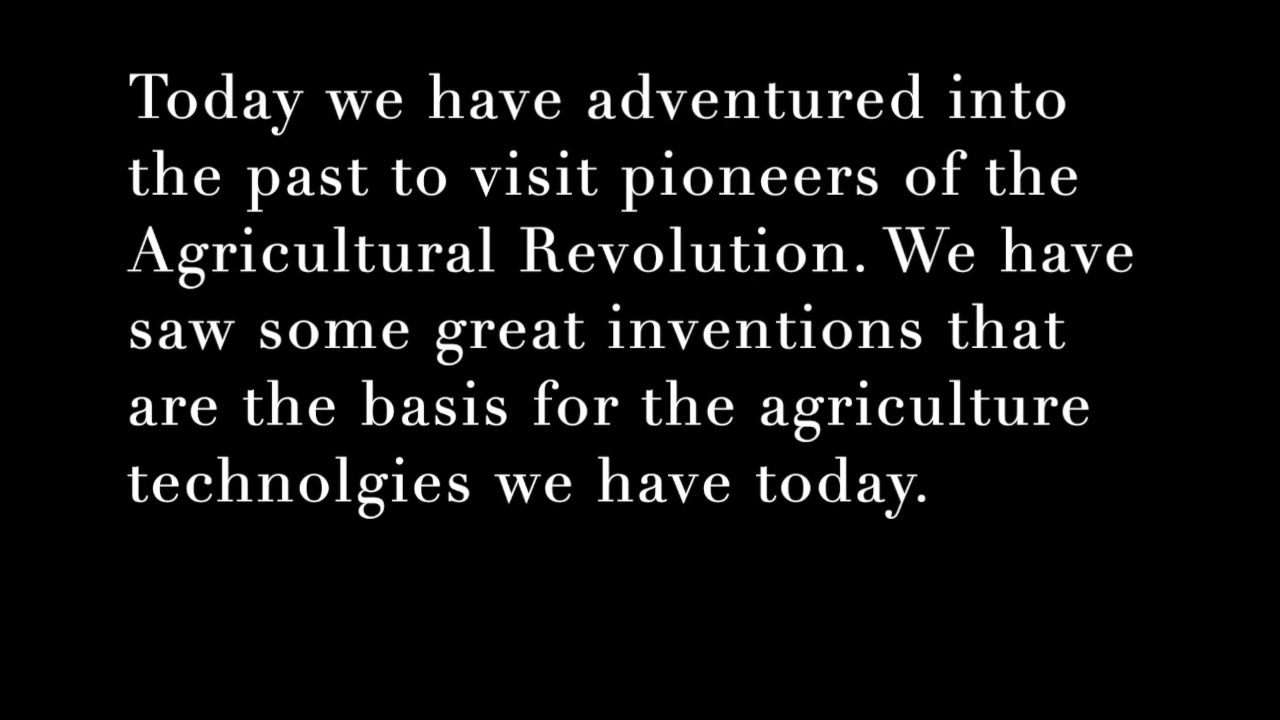 Today we have adventured into
the past to visit pioneers of the
Agricultural Revolution. We have
saw some great inventions that
are the basis for the agriculture
technolgies we have today.